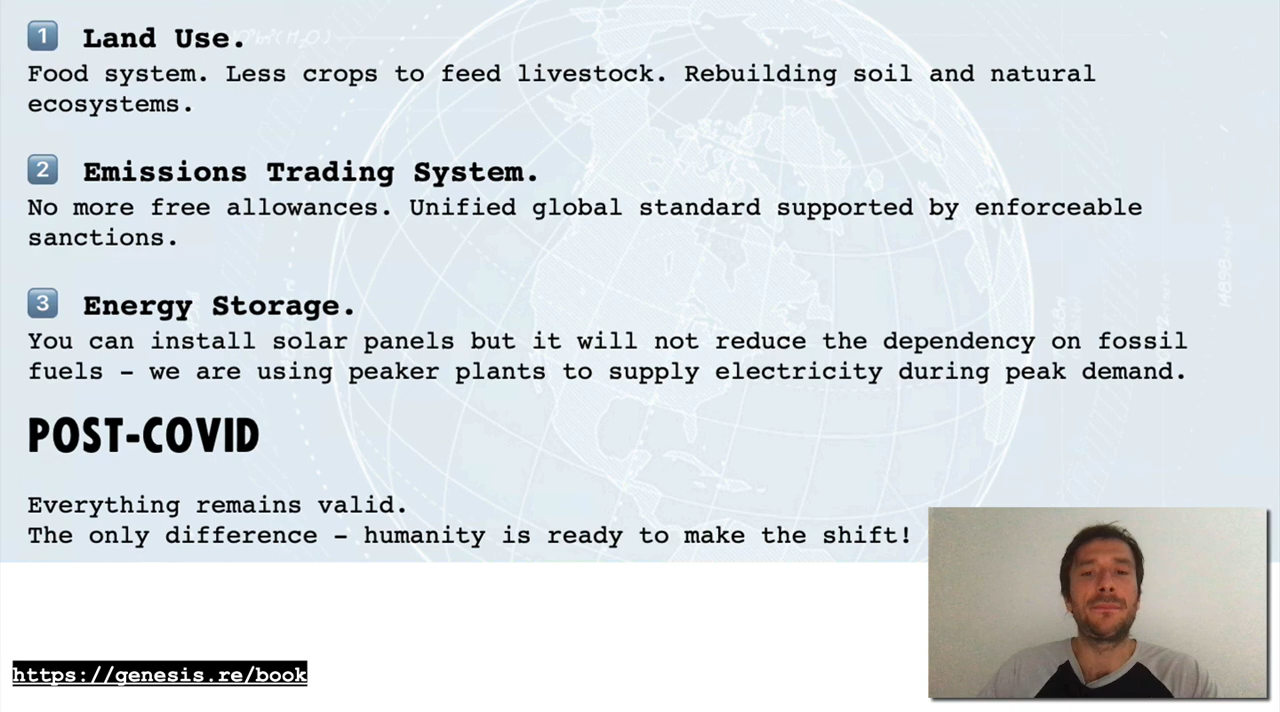 1 Land Use.
Food system. Less crops to feed livestock. Rebuilding soil and natural
ecosystems.
2 Emissions Trading System.
No more free allowances. Unified global standard supported by enforceable
sanctions.
3 Energy Storage.
You can install solar panels but it will not reduce the dependency on fossil
fuels – we are using peaker plants to supply electricity during peak demand.
POST-COVID
Everything remains valid.
The only difference – humanity is ready to make the shift!
https://genesis.re/book